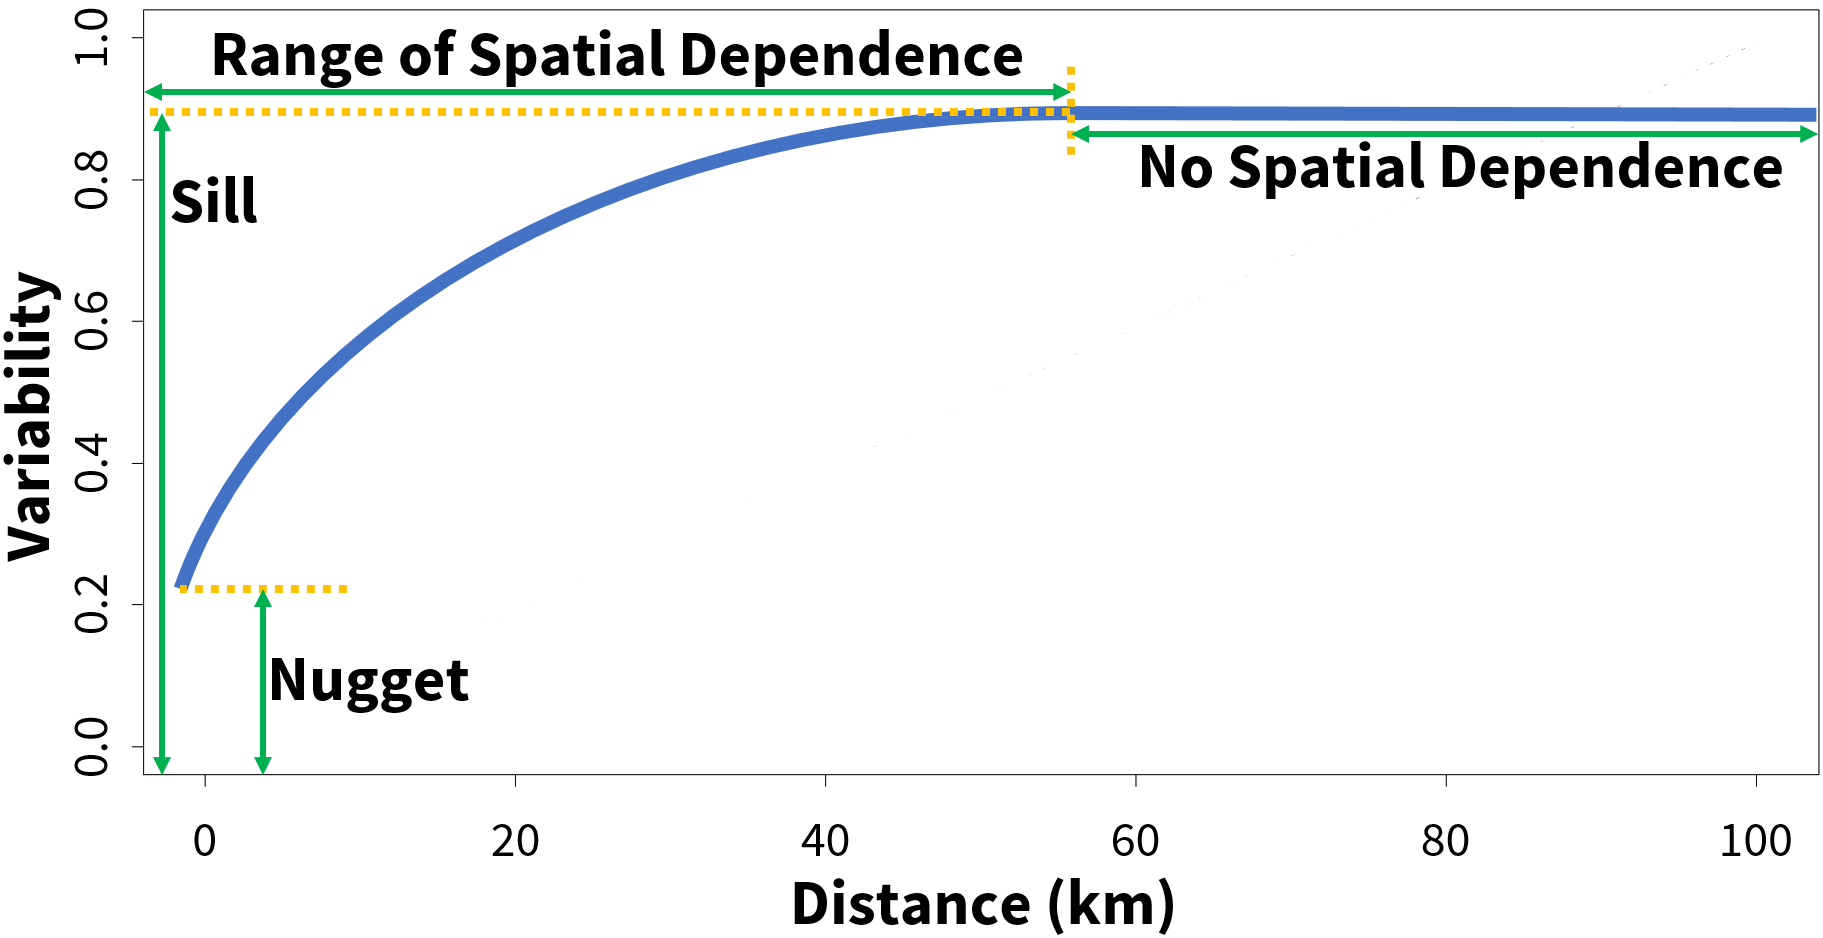 Range of Spatial Dependence
No Spatial Dependence
Sill
Nugget
Variability
1.0
0.8
0.6
0.4
0.2
0.0
0 20 40 60 80 100
Distance (km)